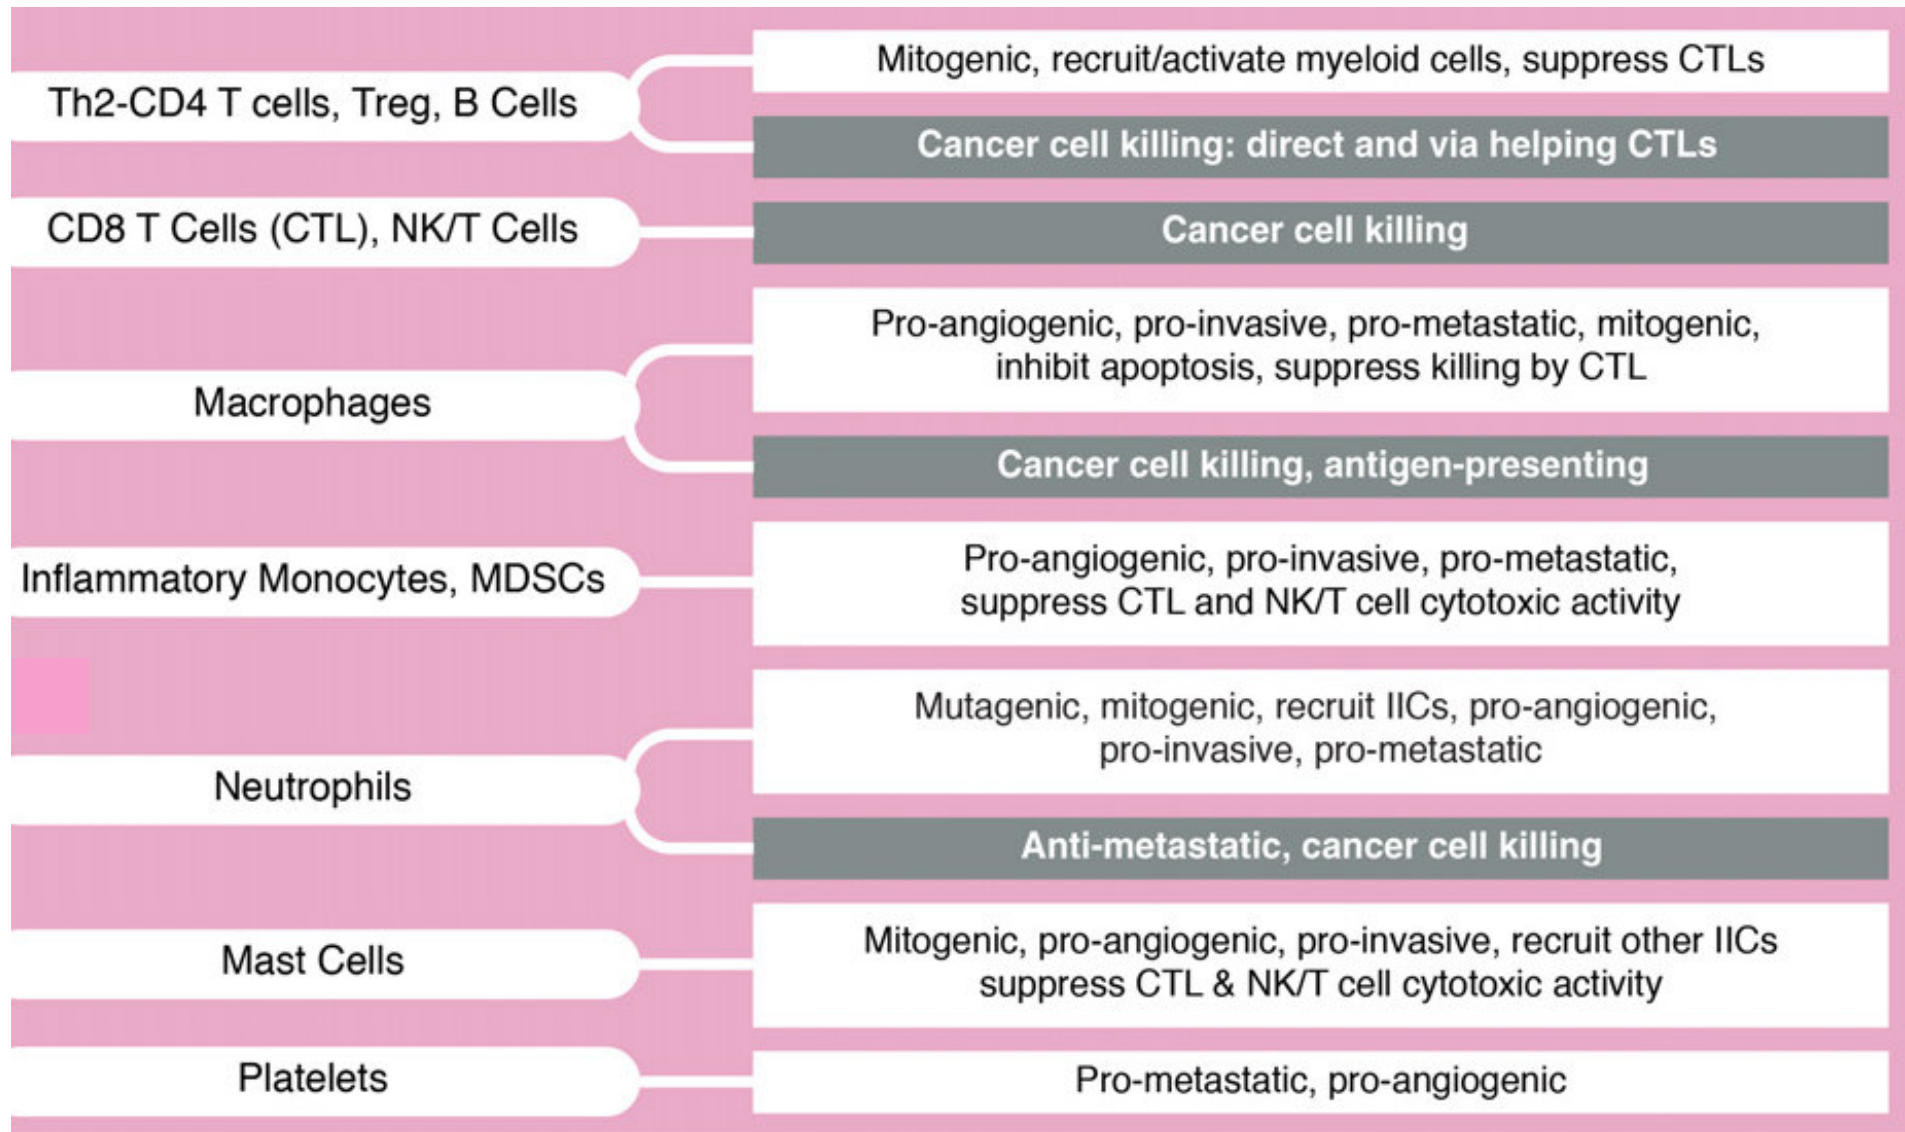 Th2-CD4 T cells, Treg, B Cells
Mitogenic, recruit/activate myeloid cells, suppress CTLs
Cancer cell killing: direct and via helping CTLs
CD8 T Cells (CTL), NK/T Cells
Cancer cell killing
Macrophages
Pro-angiogenic, pro-invasive, pro-metastatic, mitogenic,
inhibit apoptosis, suppress killing by CTL
Cancer cell killing, antigen-presenting
Inflammatory Monocytes, MDSCs
Pro-angiogenic, pro-invasive, pro-metastatic,
suppress CTL and NK/T cell cytotoxic activity
Neutrophils
Mutagenic, mitogenic, recruit IICs, pro-angiogenic,
pro-invasive, pro-metastatic
Anti-metastatic, cancer cell killing
Mast Cells
Mitogenic, pro-angiogenic, pro-invasive, recruit other IICs
suppress CTL & NK/T cell cytotoxic activity
Platelets
Pro-metastatic, pro-angiogenic